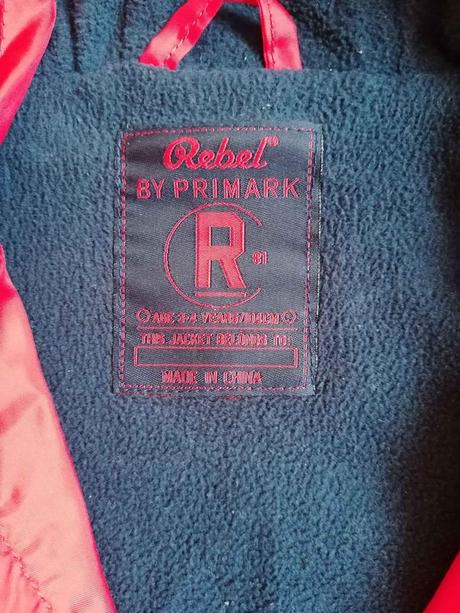 Rebel®
BY PRIMARK
R
81
AGE 3-4 YEARS/104CM
THIS JACKET BELONGS TO:
MADE IN CHINA